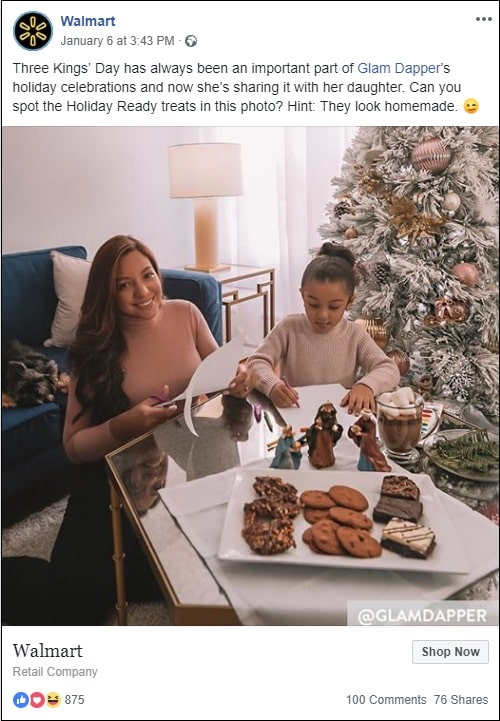 Walmart
January 6 at 3:43 PM ·
Three Kings' Day has always been an important part of Glam Dapper's
holiday celebrations and now she's sharing it with her daughter. Can you
spot the Holiday Ready treats in this photo? Hint: They look homemade. 😉
@GLAMDAPPER
Walmart
Retail Company
Shop Now
875
100 Comments 76 Shares